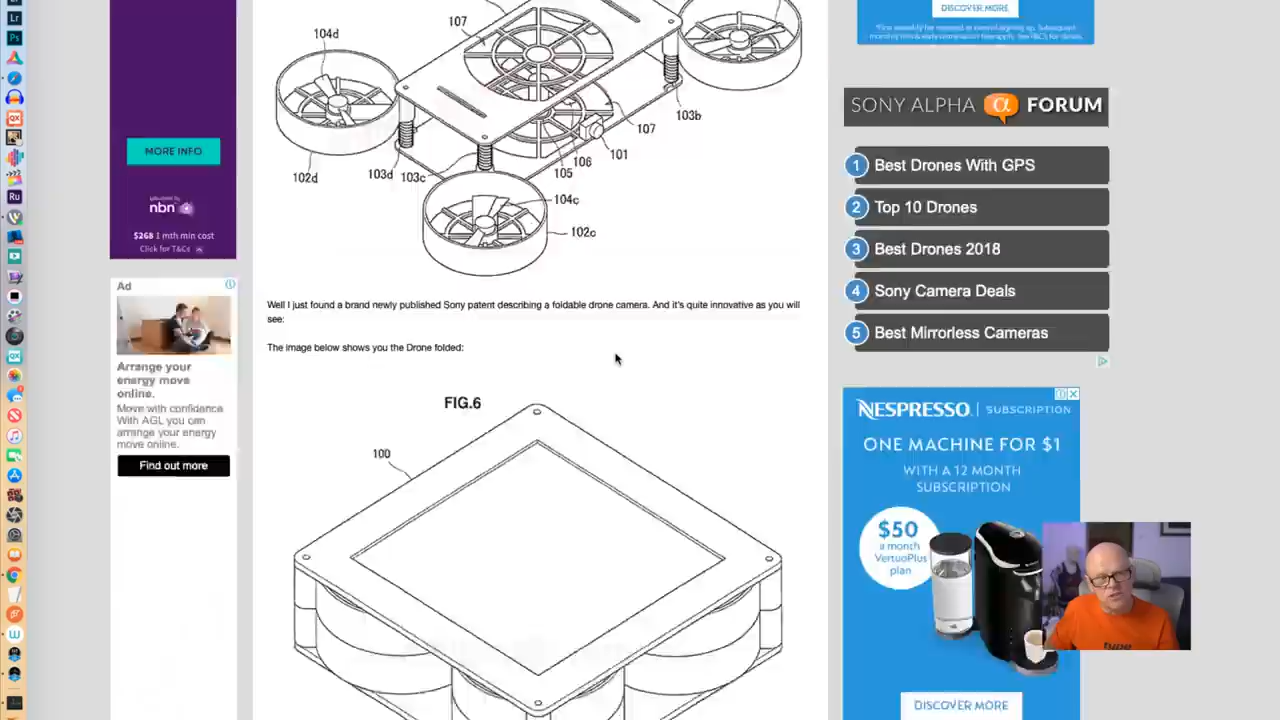 Lr
Ps
QX
Ru
QX
W
MORE INFO
nbn
$268 1 mth min cost
Click for T&Cs
Ad
Arrange your
energy move
online.
Move with confidence
With AGL you can
arrange your energy
move online.
Find out more
107
104d
103b
107
101
106
105
102d
103d
103c
104c
102c
Well I just found a brand newly published Sony patent describing a foldable drone camera. And it's quite innovative as you will
see:
The image below shows you the Drone folded:
FIG.6
100
DISCOVER MORE
SONY ALPHA α FORUM
1 Best Drones With GPS
2 Top 10 Drones
3 Best Drones 2018
4 Sony Camera Deals
5 Best Mirrorless Cameras
NESPRESSO. | SUBSCRIPTION
ONE MACHINE FOR $1
WITH A 12 MONTH
SUBSCRIPTION
$50
a month
VertuoPlus
plan
DISCOVER MORE